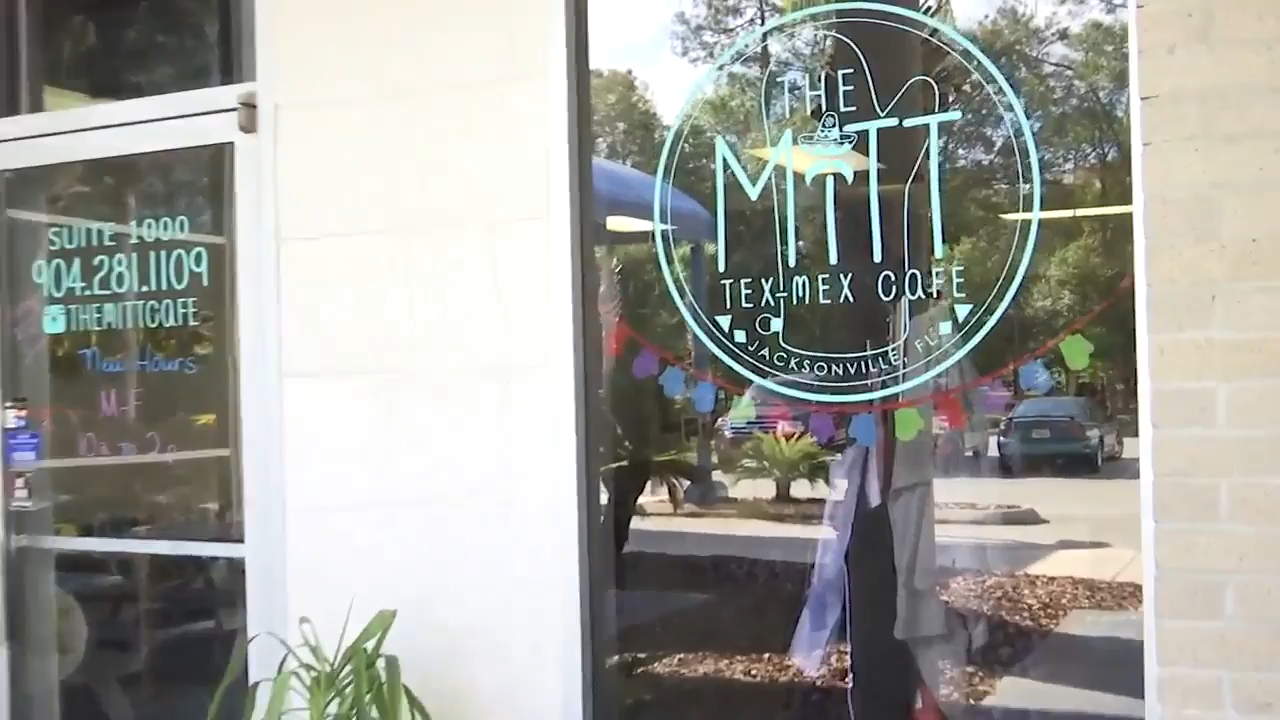 SUITE 1000
904.281.1109
THEMITTCAFE
New Hours
M-F
THE
MITT
TEX-MEX CAFE
JACKSONVILLE, FL